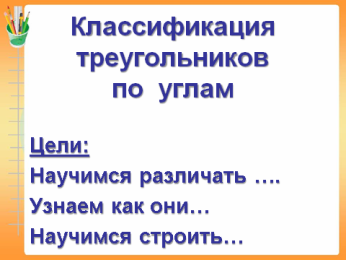 Классификация
треугольников
по углам
Цели:
Научимся различать ….
Узнаем как они…
Научимся строить…